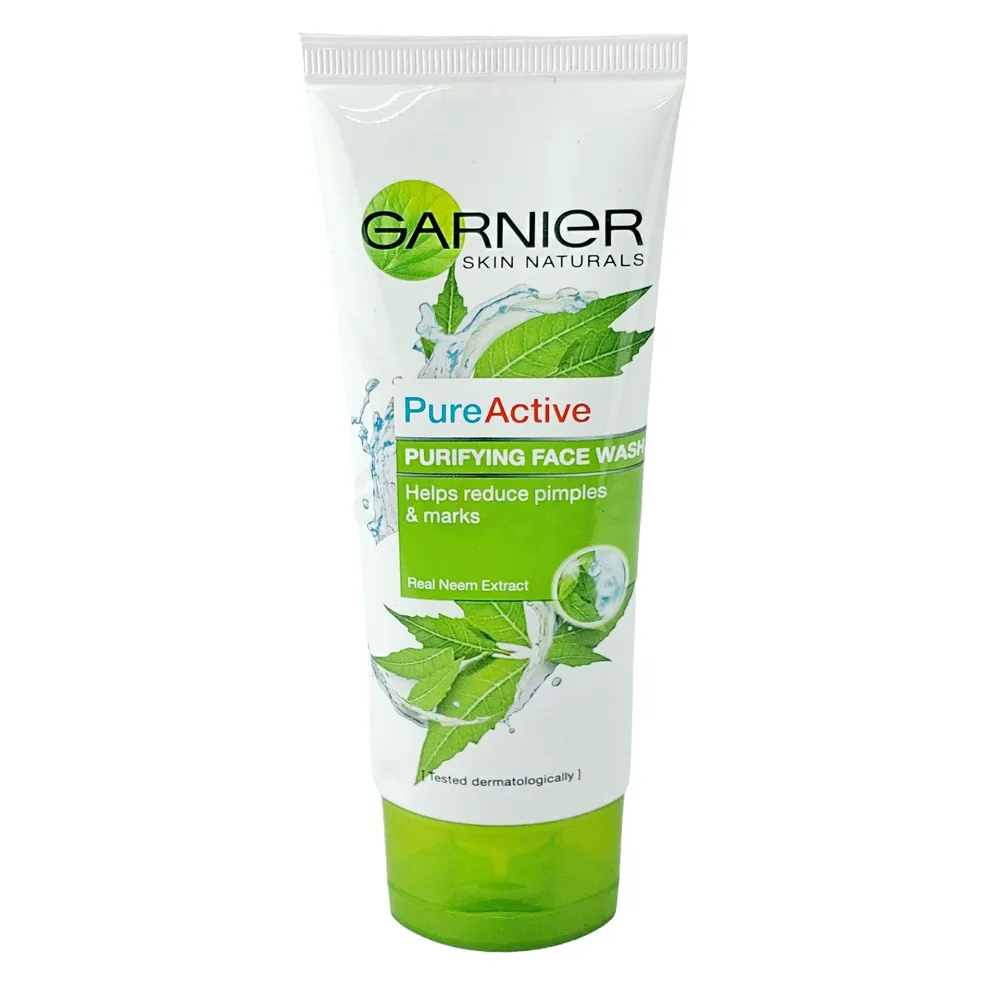 GARNIER
SKIN NATURALS
PureActive
PURIFYING FACE WASH
Helps reduce pimples
& marks
Real Neem Extract
[ Tested dermatologically ]